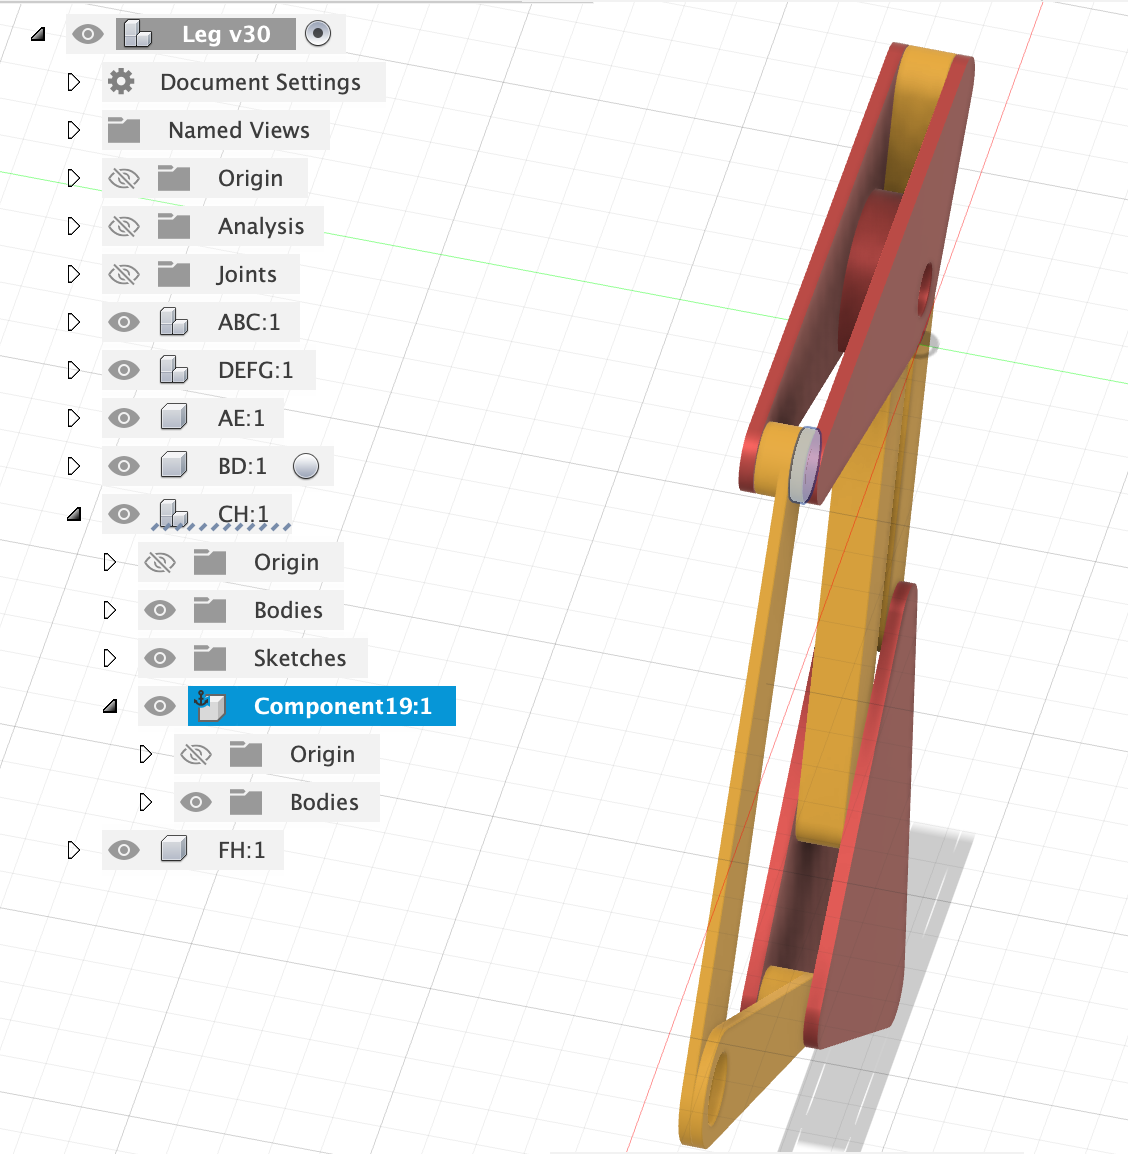 Leg v30
Document Settings
Named Views
Origin
Analysis
Joints
ABC:1
DEFG:1
AE:1
BD:1
CH:1
Origin
Bodies
Sketches
Component19:1
Origin
Bodies
FH:1